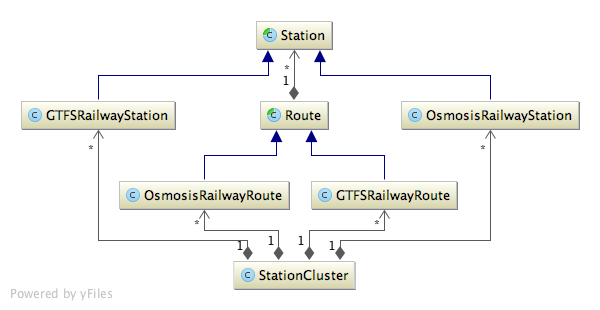 C Station
*
1
C GTFSRailwayStation
C Route
C OsmosisRailwayStation
*
*
C OsmosisRailwayRoute
C GTFSRailwayRoute
*
*
1
1
1
1
C StationCluster
Powered by yFiles